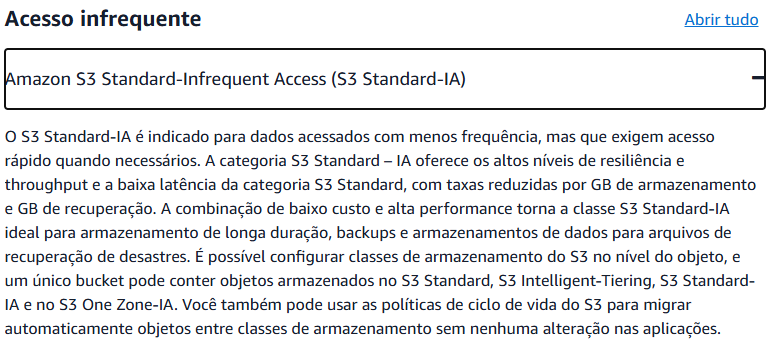 Acesso infrequente
Abrir tudo
Amazon S3 Standard-Infrequent Access (S3 Standard-IA)
O S3 Standard-IA é indicado para dados acessados com menos frequência, mas que exigem acesso
rápido quando necessários. A categoria S3 Standard – IA oferece os altos níveis de resiliência e
throughput e a baixa latência da categoria S3 Standard, com taxas reduzidas por GB de armazenamento
e GB de recuperação. A combinação de baixo custo e alta performance torna a classe S3 Standard-IA
ideal para armazenamento de longa duração, backups e armazenamentos de dados para arquivos de
recuperação de desastres. É possível configurar classes de armazenamento do S3 no nível do objeto, e
um único bucket pode conter objetos armazenados no S3 Standard, S3 Intelligent-Tiering, S3 Standard-
IA e no S3 One Zone-IA. Você também pode usar as políticas de ciclo de vida do S3 para migrar
automaticamente objetos entre classes de armazenamento sem nenhuma alteração nas aplicações.